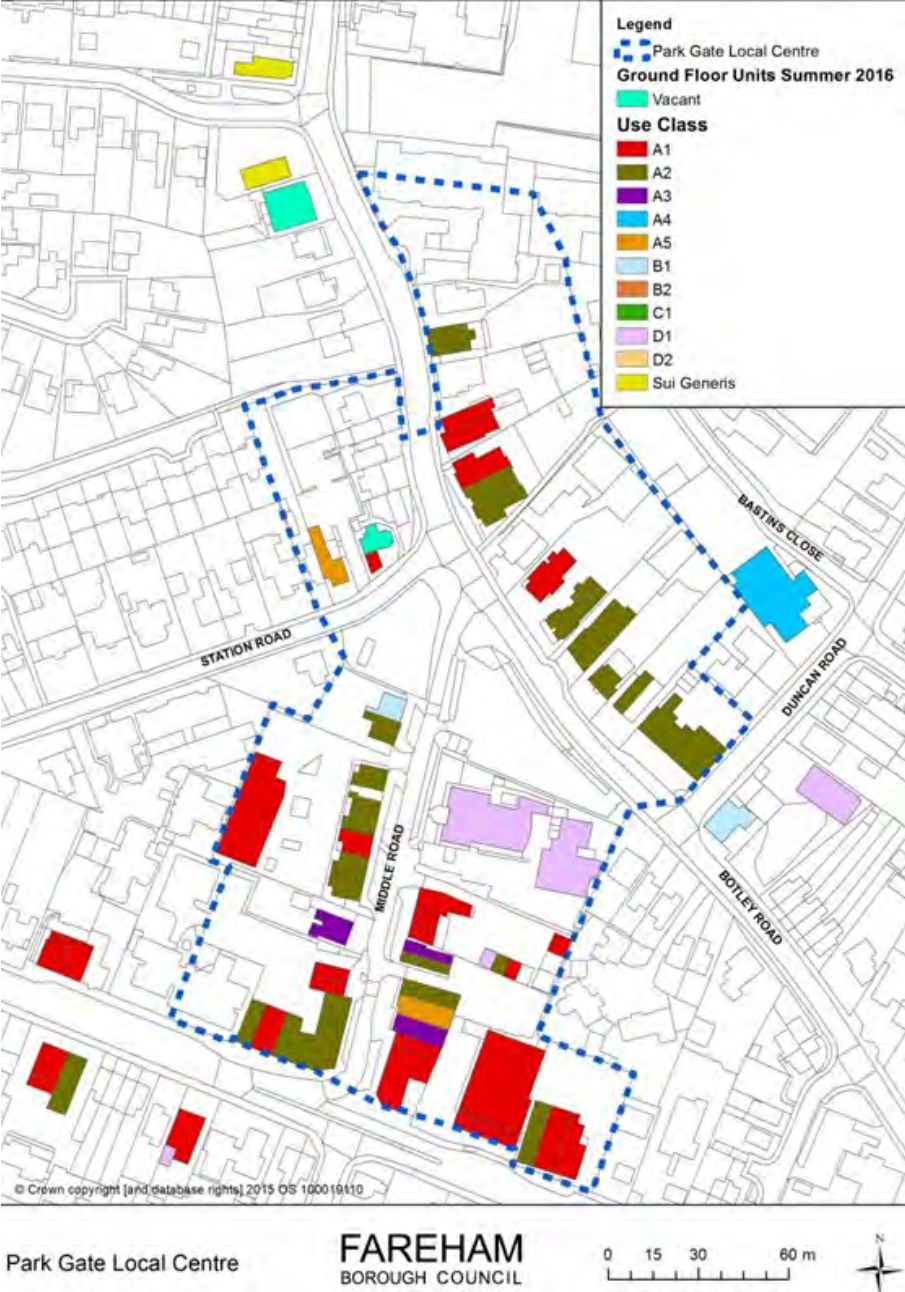 Legend
Park Gate Local Centre
Ground Floor Units Summer 2016
Vacant
Use Class
A1
A2
A3
A4
A5
B1
B2
C1
D1
D2
Sui Generis
BASTINS CLOSE
DUNCAN ROAD
STATION ROAD
MIDDLE ROAD
BOTLEY ROAD
© Crown copyright [and database rights] 2015 OS 100019110
Park Gate Local Centre
FAREHAM
BOROUGH COUNCIL
0 15 30 60 m
N